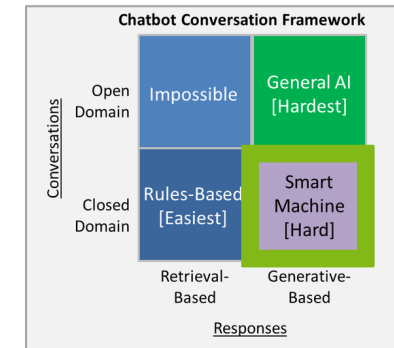 Chatbot Conversation Framework
Conversations
Open
Domain
Impossible
General AI
[Hardest]
Closed
Domain
Rules-Based
[Easiest]
Smart
Machine
[Hard]
Retrieval-
Based
Generative-
Based
Responses